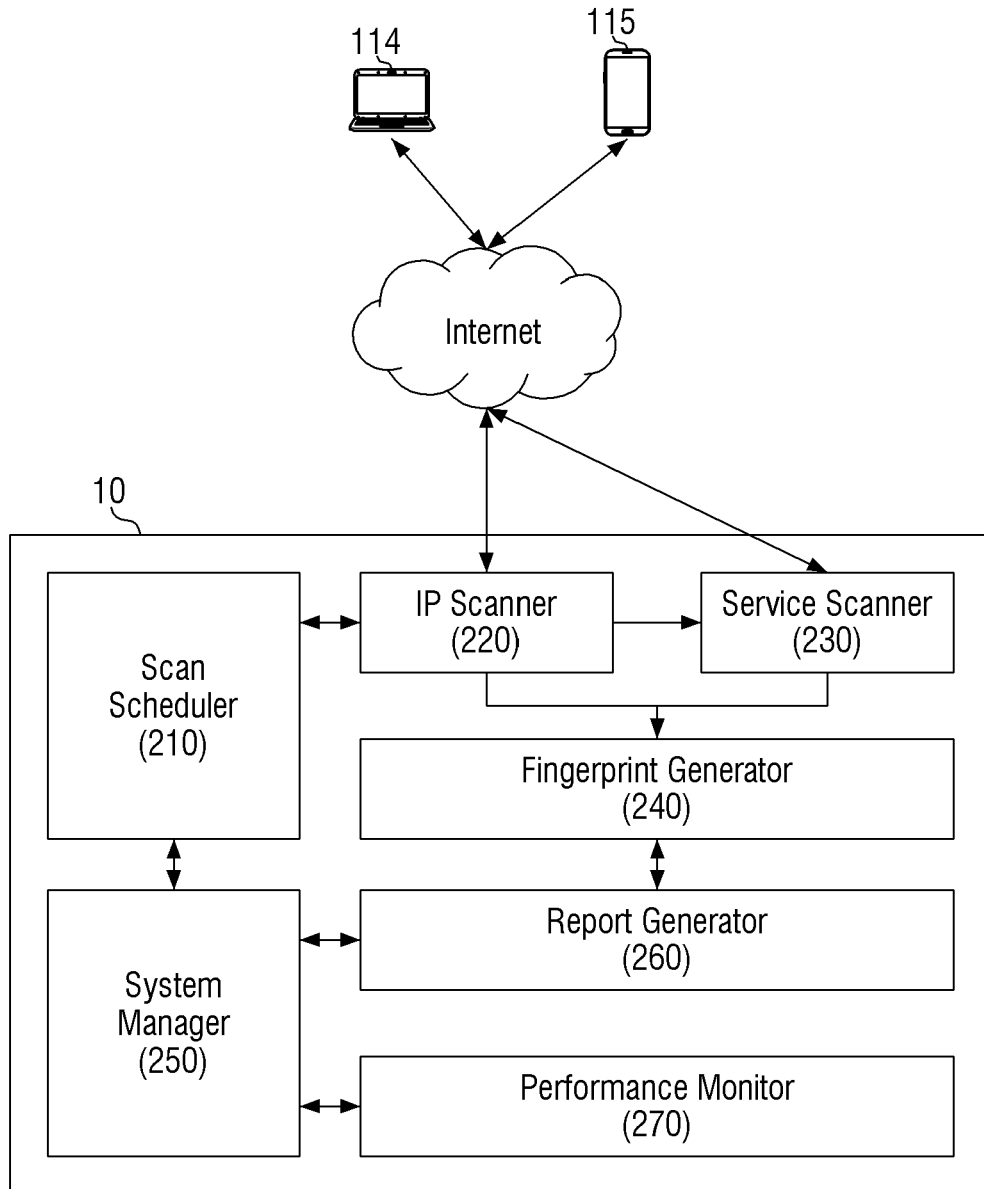 114
115
Internet
10
IP Scanner
(220)
Service Scanner
(230)
Scan
Scheduler
(210)
Fingerprint Generator
(240)
Report Generator
(260)
System
Manager
(250)
Performance Monitor
(270)